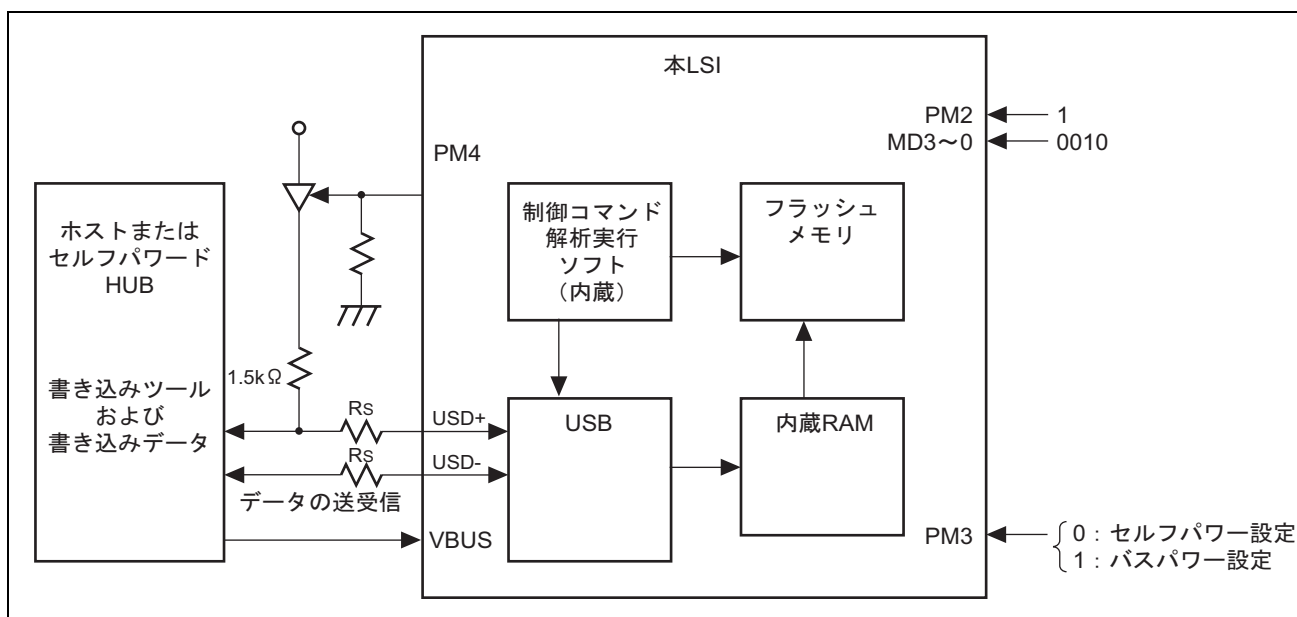 本LSI
PM2
1
MD3～0
0010
PM4
ホストまたは
セルフパワード
HUB
制御コマンド
解析実行
ソフト
（内蔵）
フラッシュ
メモリ
1.5kΩ
書き込みツール
および
書き込みデータ
Rs
USD+
USB
内蔵RAM
Rs
USD-
データの送受信
VBUS
PM3
0：セルフパワー設定
1：バスパワー設定